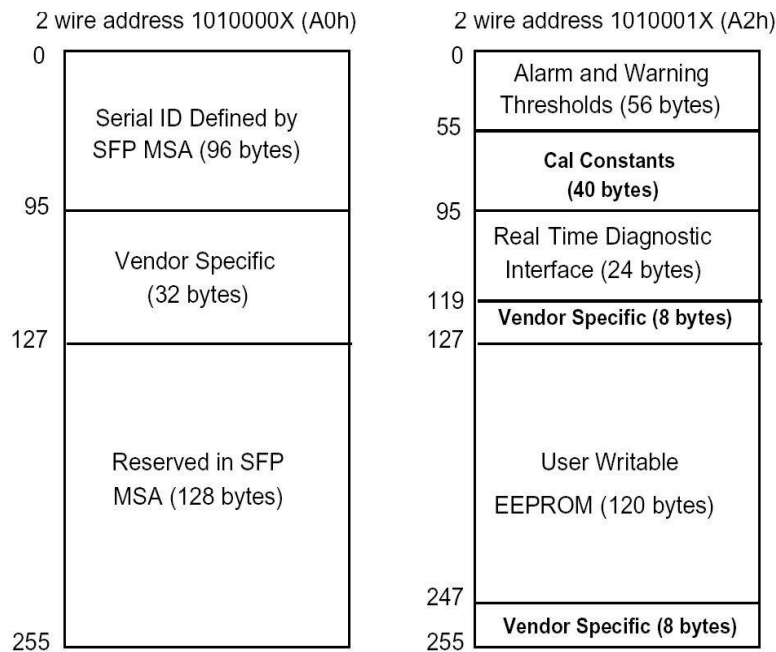 2 wire address 1010000X (A0h)
0
Serial ID Defined by
SFP MSA (96 bytes)
95
Vendor Specific
(32 bytes)
127
Reserved in SFP
MSA (128 bytes)
255
2 wire address 1010001X (A2h)
0
Alarm and Warning
Thresholds (56 bytes)
55
Cal Constants
(40 bytes)
95
Real Time Diagnostic
Interface (24 bytes)
119
Vendor Specific (8 bytes)
127
User Writable
EEPROM (120 bytes)
247
Vendor Specific (8 bytes)
255